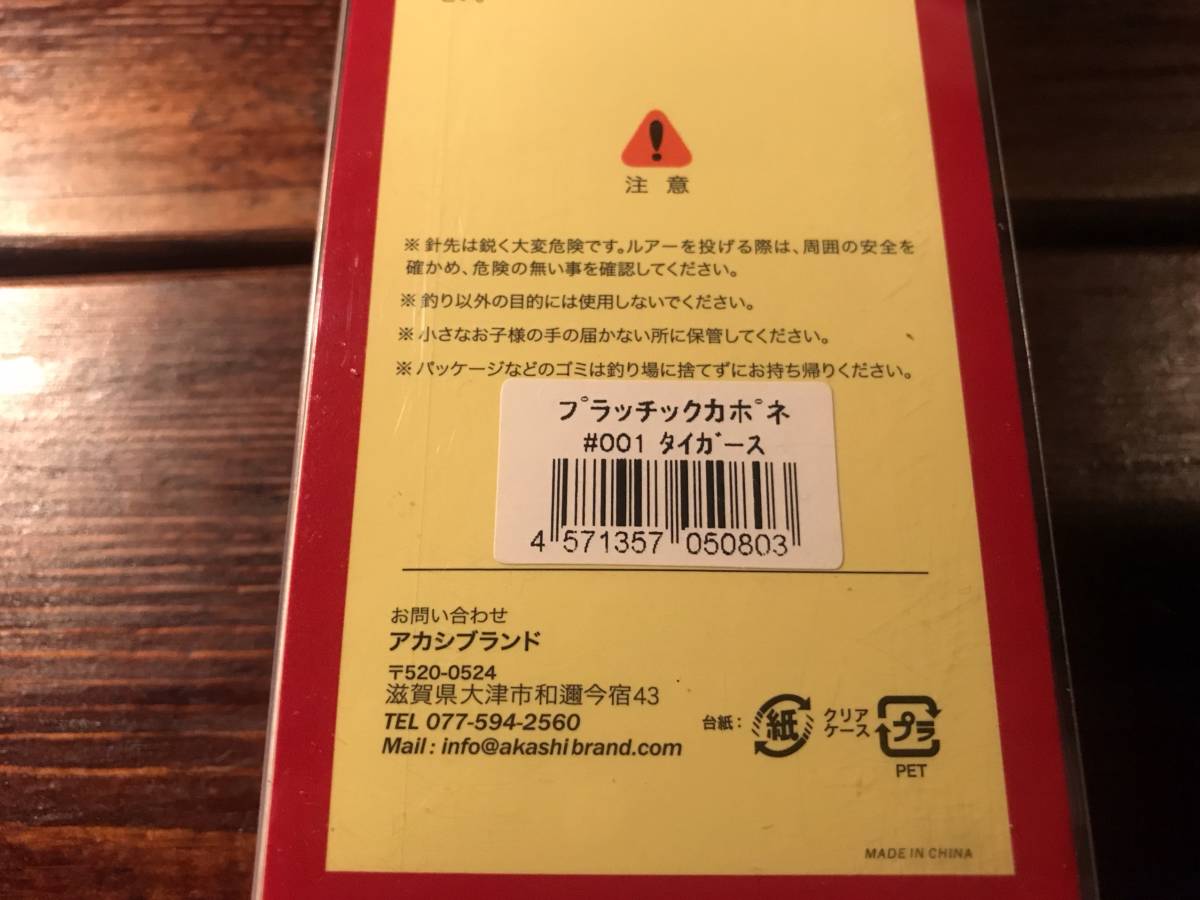 注 意
※ 針先は鋭く大変危険です。ルアーを投げる際は、周囲の安全を
確かめ、危険の無い事を確認してください。
※ 釣り以外の目的には使用しないでください。
※ 小さなお子様の手の届かない所に保管してください。
※ パッケージなどのゴミは釣り場に捨てずにお持ち帰りください。
プラッチックカポネ
#001 タイガース
4 571357 050803
お問い合わせ
アカシブランド
〒520-0524
滋賀県大津市和邇今宿43
TEL 077-594-2560
Mail : info@akashibrand.com
台紙: 紙
クリア
ケース
プラ
PET
MADE IN CHINA